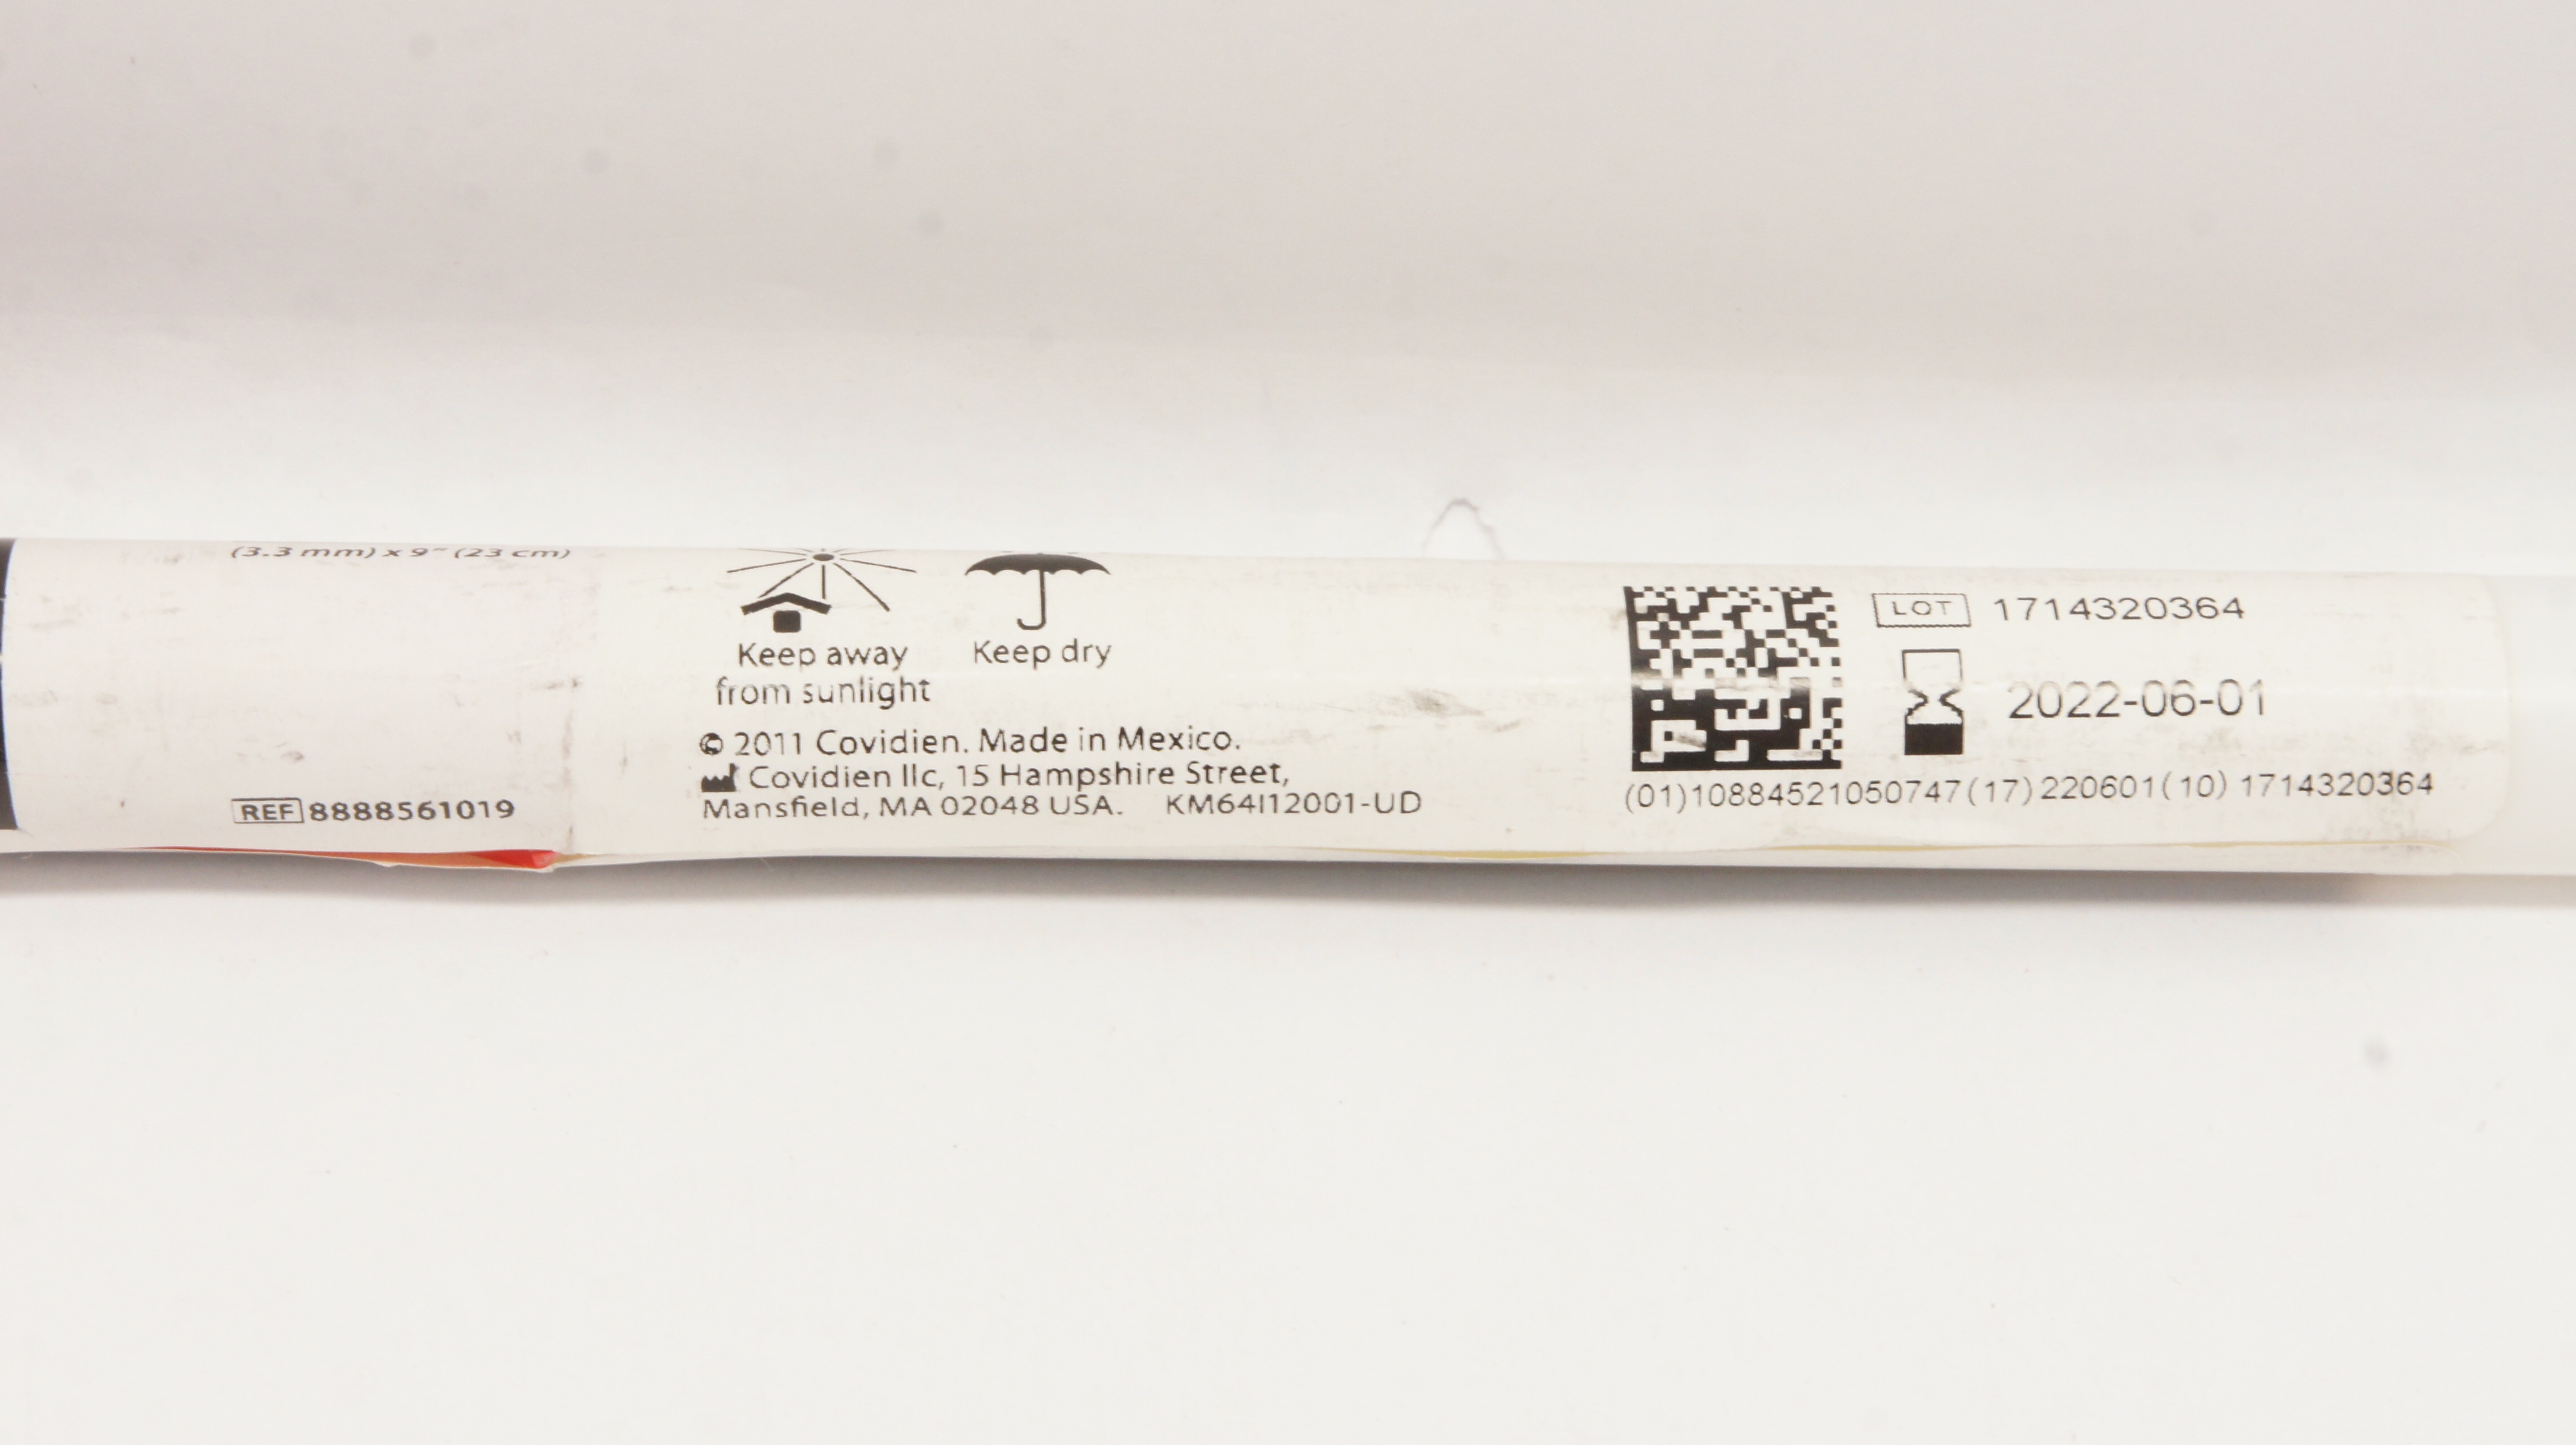 (3.3 mm) x 9" (23 cm)
REF 8888561019
Keep away
from sunlight
Keep dry
© 2011 Covidien. Made in Mexico.
Covidien llc, 15 Hampshire Street,
Mansfield, MA 02048 USA. KM64I12001-UD
LOT 1714320364
2022-06-01
(01)10884521050747(17)220601(10)1714320364